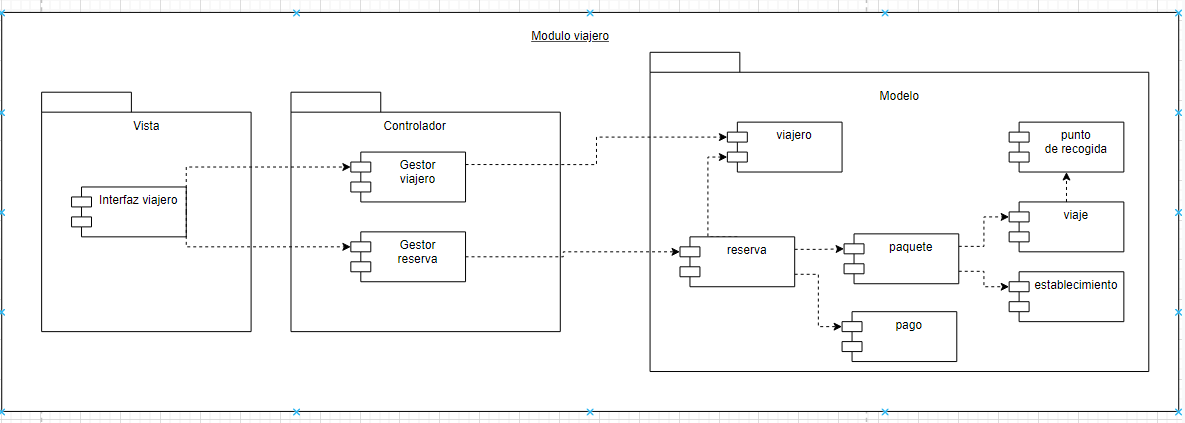 Modulo viajero
Vista
Interfaz viajero
Controlador
Gestor
viajero
Gestor
reserva
Modelo
viajero
punto
de recogida
reserva
paquete
viaje
establecimiento
pago